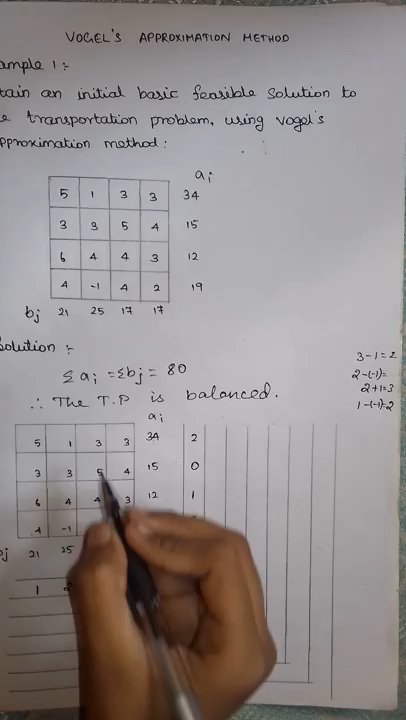 VOGEL'S APPROXIMATION METHOD
ample 1 :-
tain an initial basic feasible solution to
e transportation problem, using Vogel's
pproximation method :
ai
5 1 3 3 34
3 3 5 4 15
6 4 4 3 12
4 -1 4 2 19
bj 21 25 17 17
olution :-
3-1=2
Σai = Σbj = 80
2-(-1)=
2+1=3
∴ The T.P is balanced.
1-(-1)=2
ai
5 1 3 3 34 2
3 3 5 4 15 0
6 4 4 3 12 1
4 -1
bj 21 25
1